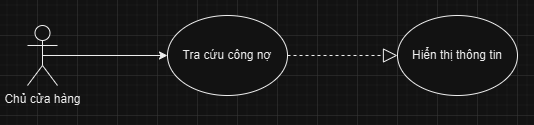 Tra cứu công nợ
Hiển thị thông tin
Chủ cửa hàng